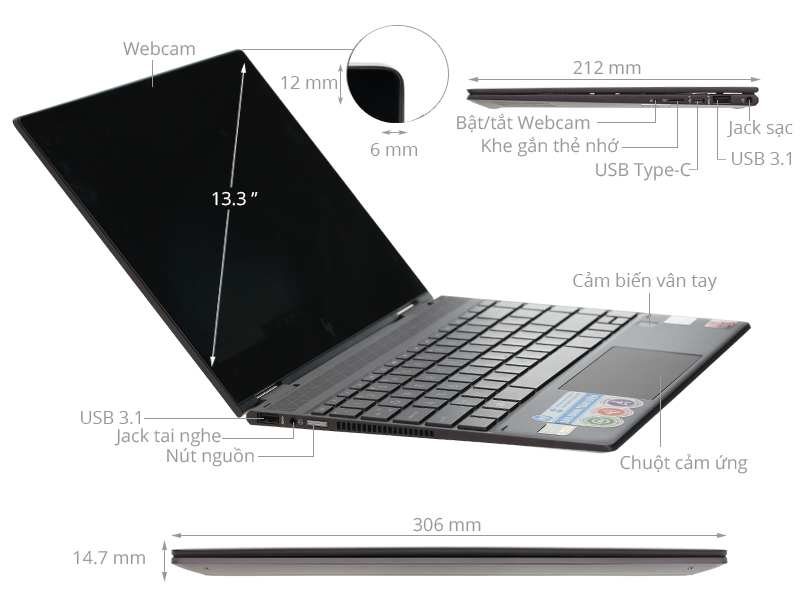 Webcam
12 mm
6 mm
212 mm
Bật/tắt Webcam
Jack sạc
Khe gắn thẻ nhớ
USB 3.1
USB Type-C
13.3 ”
Cảm biến vân tay
USB 3.1
Jack tai nghe
Nút nguồn
Chuột cảm ứng
306 mm
14.7 mm